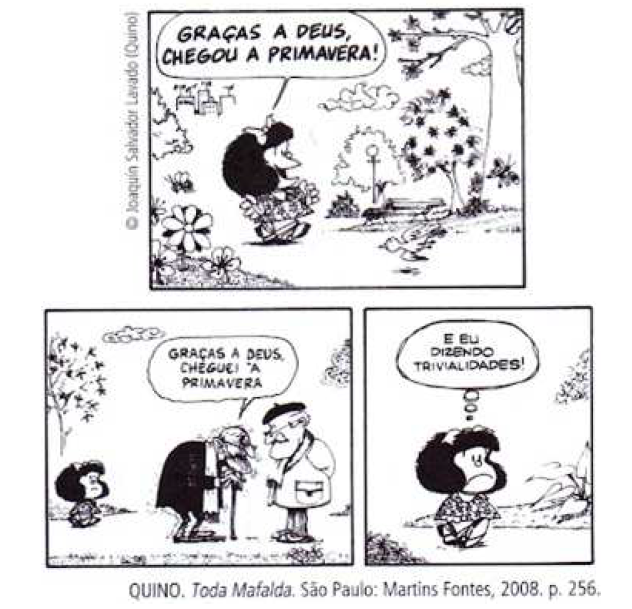 © Joaquín Salvador Lavado (Quino)
GRAÇAS A DEUS,
CHEGOU A PRIMAVERA!
GRAÇAS A DEUS,
CHEGUEI "A
PRIMAVERA
E EU
DIZENDO
TRIVIALIDADES!
QUINO. Toda Mafalda. São Paulo: Martins Fontes, 2008. p. 256.